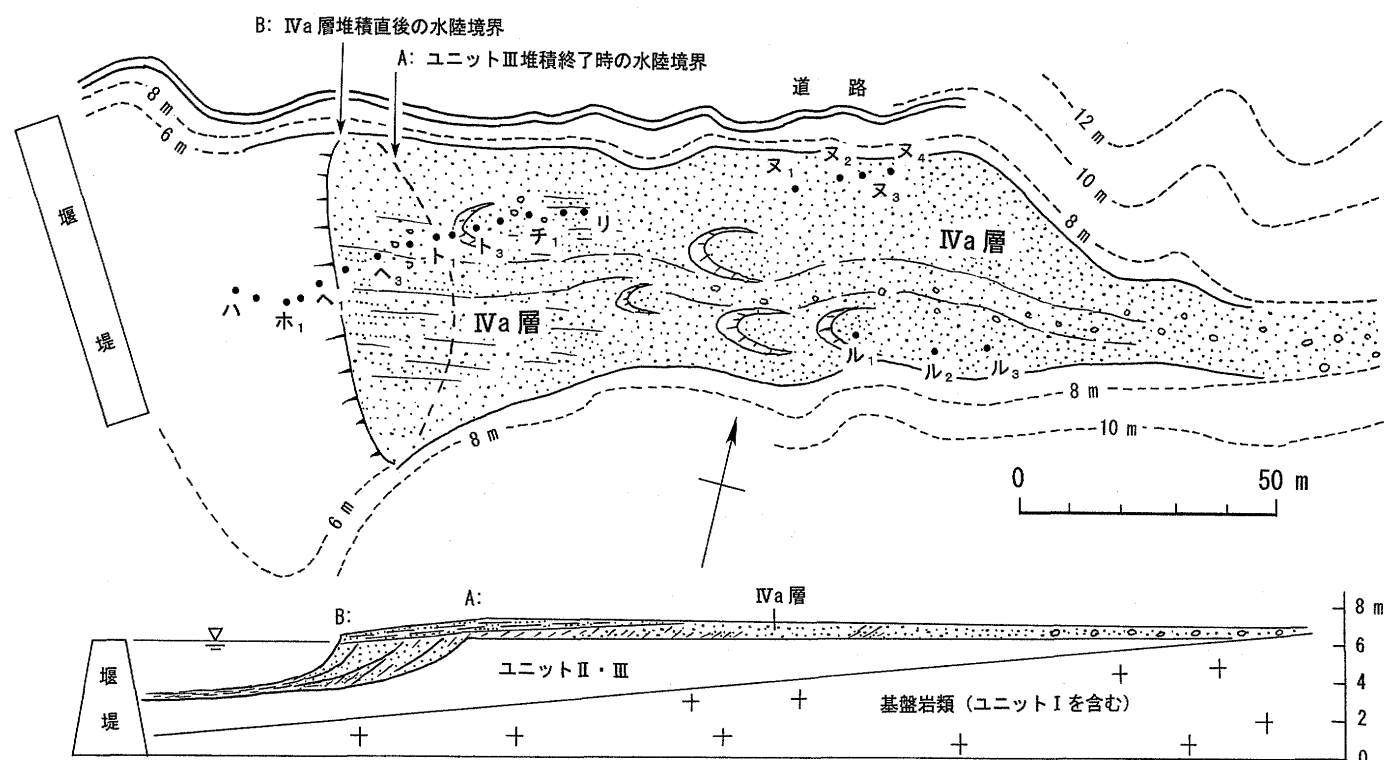 B: Ⅳa 層堆積直後の水陸境界
A: ユニットⅢ堆積終了時の水陸境界
道 路
8 m
6 m
12 m
10 m
8 m
ヌ1
ヌ2
ヌ3
ヌ4
Ⅳa 層
堰
堤
ハ
ホ1
ヘ
ヘ3
ト1
ト3
チ1
リ
Ⅳa 層
ル1
ル2
ル3
8 m
10 m
8 m
6 m
0
50 m
B:
A:
Ⅳa 層
8 m
6
4
2
0
堰
堤
ユニットⅡ・Ⅲ
基盤岩類（ユニットⅠを含む）